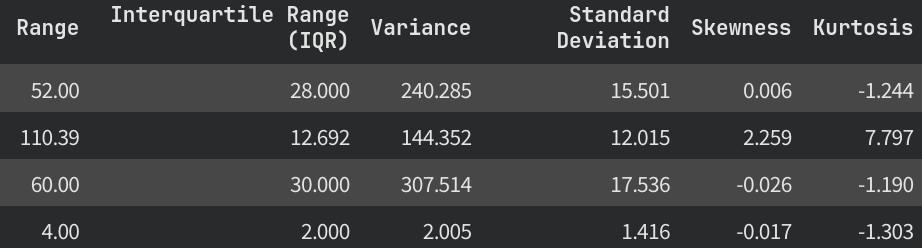 Range Interquartile Range (IQR) Variance Standard Deviation Skewness Kurtosis
52.00 28.000 240.285 15.501 0.006 -1.244
110.39 12.692 144.352 12.015 2.259 7.797
60.00 30.000 307.514 17.536 -0.026 -1.190
4.00 2.000 2.005 1.416 -0.017 -1.303